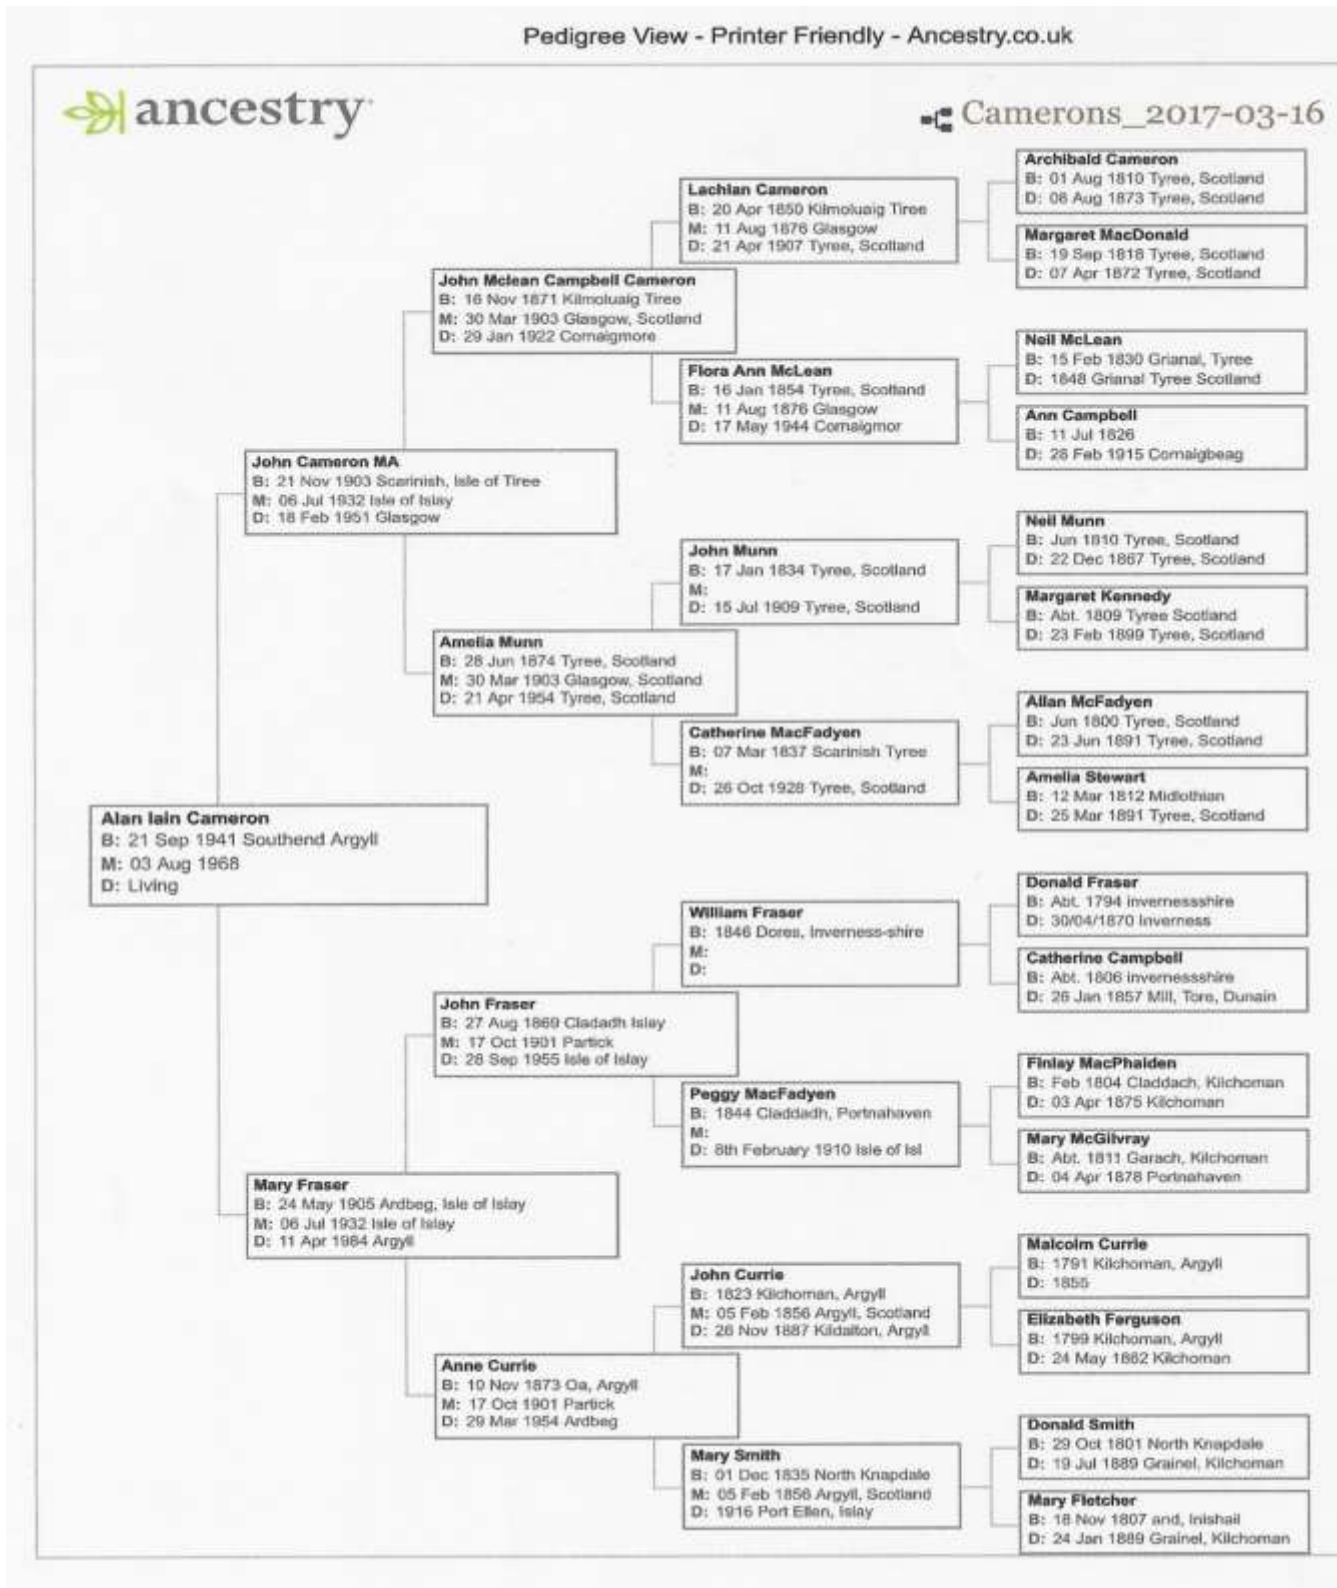 Pedigree View - Printer Friendly - Ancestry.co.uk
ancestry
Camerons_2017-03-16
Archibald Cameron
B: 01 Aug 1810 Tyree, Scotland
D: 08 Aug 1873 Tyree, Scotland
Lachlan Cameron
B: 20 Apr 1850 Kilmoluaig Tiree
M: 11 Aug 1876 Glasgow
D: 21 Apr 1907 Tyree, Scotland
Margaret MacDonald
B: 19 Sep 1818 Tyree, Scotland
D: 07 Apr 1872 Tyree, Scotland
John Mclean Campbell Cameron
B: 16 Nov 1871 Kilmoluaig Tiree
M: 30 Mar 1903 Glasgow, Scotland
D: 29 Jan 1922 Cornaigmore
Neil McLean
B: 15 Feb 1830 Grianal, Tyree
D: 1848 Grianal Tyree Scotland
Flora Ann McLean
B: 16 Jan 1854 Tyree, Scotland
M: 11 Aug 1876 Glasgow
D: 17 May 1944 Cornaigmor
Ann Campbell
B: 11 Jul 1826
D: 28 Feb 1915 Cornaigbeag
John Cameron MA
B: 21 Nov 1903 Scarinish, Isle of Tiree
M: 06 Jul 1932 Isle of Islay
D: 18 Feb 1951 Glasgow
Neil Munn
B: Jun 1810 Tyree, Scotland
D: 22 Dec 1867 Tyree, Scotland
John Munn
B: 17 Jan 1834 Tyree, Scotland
M:
D: 15 Jul 1909 Tyree, Scotland
Margaret Kennedy
B: Abt. 1809 Tyree Scotland
D: 23 Feb 1899 Tyree, Scotland
Amelia Munn
B: 28 Jun 1874 Tyree, Scotland
M: 30 Mar 1903 Glasgow, Scotland
D: 21 Apr 1954 Tyree, Scotland
Allan McFadyen
B: Jun 1800 Tyree, Scotland
D: 23 Jun 1891 Tyree, Scotland
Catherine MacFadyen
B: 07 Mar 1837 Scarinish Tyree
M:
D: 26 Oct 1928 Tyree, Scotland
Amelia Stewart
B: 12 Mar 1812 Midlothian
D: 25 Mar 1891 Tyree, Scotland
Alan Iain Cameron
B: 21 Sep 1941 Southend Argyll
M: 03 Aug 1968
D: Living
Donald Fraser
B: Abt. 1794 invernessshire
D: 30/04/1870 Inverness
William Fraser
B: 1846 Dores, Inverness-shire
M:
D:
Catherine Campbell
B: Abt. 1806 invernessshire
D: 26 Jan 1857 Mill, Tore, Dunain
John Fraser
B: 27 Aug 1869 Cladadh Islay
M: 17 Oct 1901 Partick
D: 28 Sep 1955 Isle of Islay
Finlay MacPhaiden
B: Feb 1804 Claddach, Kilchoman
D: 03 Apr 1875 Kilchoman
Peggy MacFadyen
B: 1844 Claddadh, Portnahaven
M:
D: 8th February 1910 Isle of Isl
Mary McGilvray
B: Abt. 1811 Garach, Kilchoman
D: 04 Apr 1878 Portnahaven
Mary Fraser
B: 24 May 1905 Ardbeg, Isle of Islay
M: 06 Jul 1932 Isle of Islay
D: 11 Apr 1984 Argyll
Malcolm Currie
B: 1791 Kilchoman, Argyll
D: 1855
John Currie
B: 1823 Kilchoman, Argyll
M: 05 Feb 1856 Argyll, Scotland
D: 26 Nov 1887 Kildalton, Argyll
Elizabeth Ferguson
B: 1799 Kilchoman, Argyll
D: 24 May 1862 Kilchoman
Anne Currie
B: 10 Nov 1873 Oa, Argyll
M: 17 Oct 1901 Partick
D: 29 Mar 1954 Ardbeg
Donald Smith
B: 29 Oct 1801 North Knapdale
D: 19 Jul 1889 Grainel, Kilchoman
Mary Smith
B: 01 Dec 1835 North Knapdale
M: 05 Feb 1856 Argyll, Scotland
D: 1916 Port Ellen, Islay
Mary Fletcher
B: 18 Nov 1807 and, Inishail
D: 24 Jan 1889 Grainel, Kilchoman